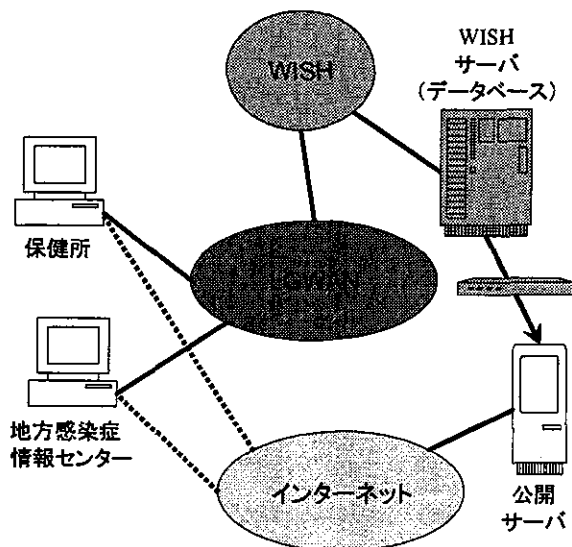 WISH
WISH
サーバ
(データベース)
保健所
LGWAN
地方感染症
情報センター
インターネット
公開
サーバ